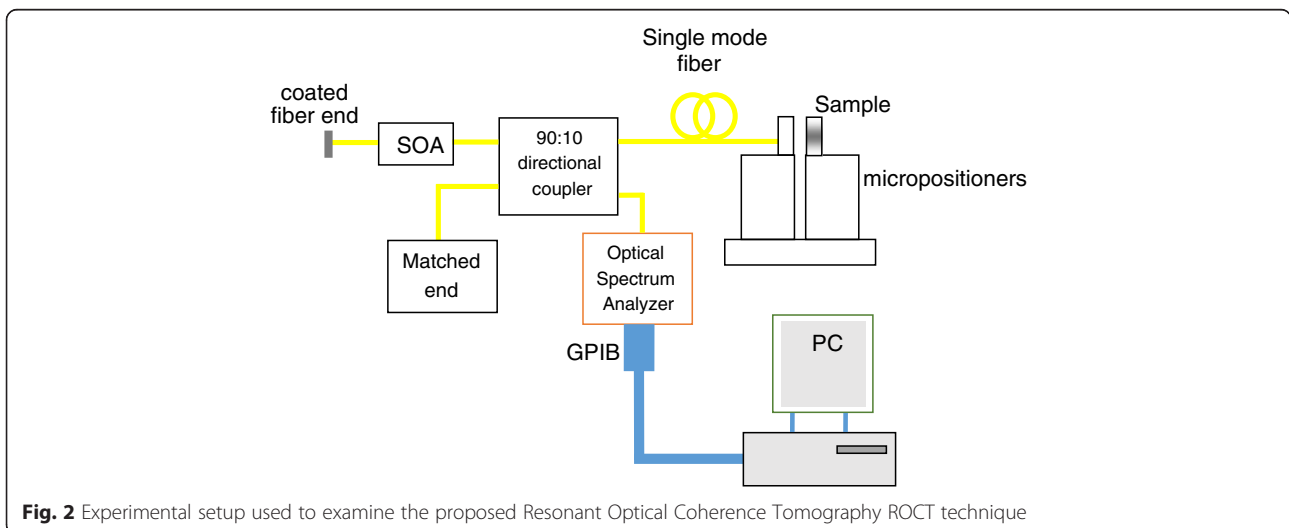 Single mode
fiber
coated
fiber end
Sample
SOA
90:10
directional
coupler
micropositioners
Matched
end
Optical
Spectrum
Analyzer
GPIB
PC
Fig. 2 Experimental setup used to examine the proposed Resonant Optical Coherence Tomography ROCT technique